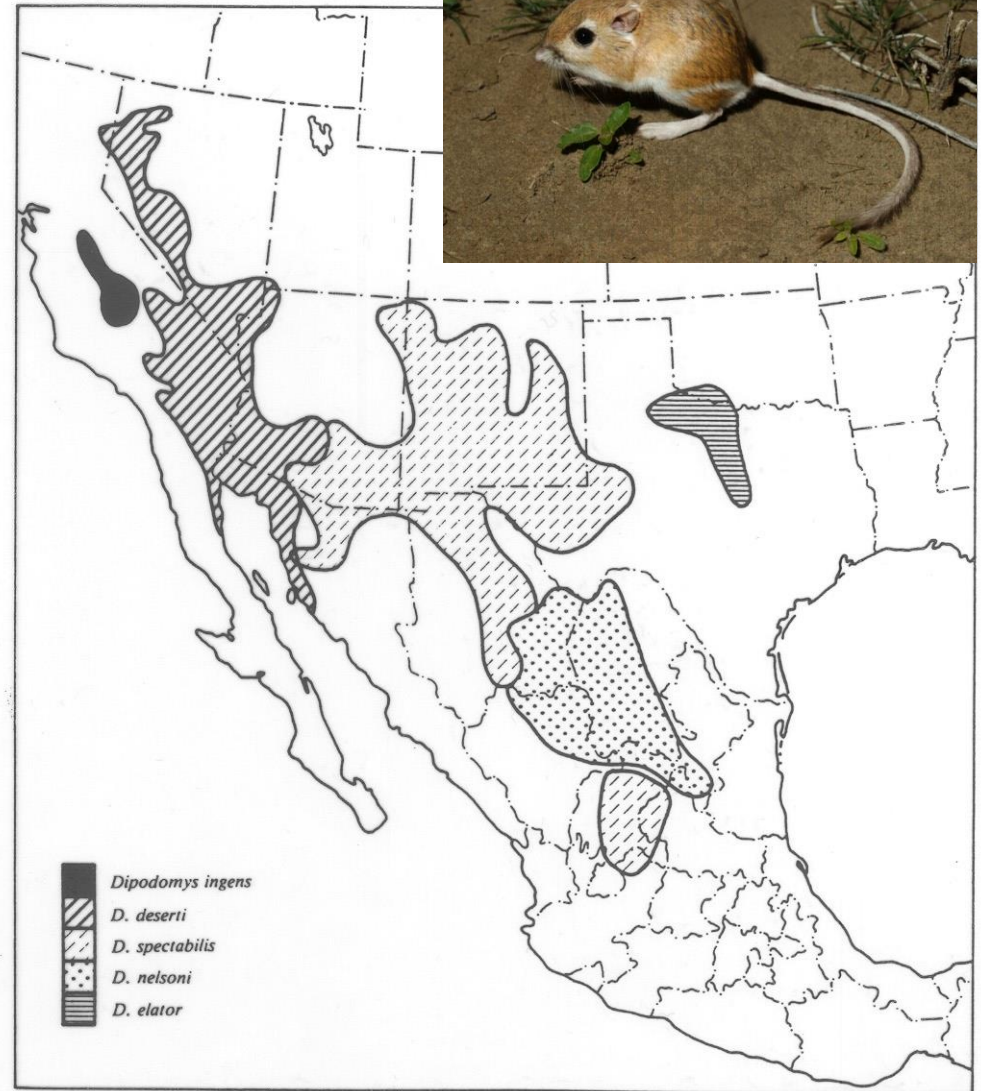 Dipodomys ingens
D. deserti
D. spectabilis
D. nelsoni
D. elator